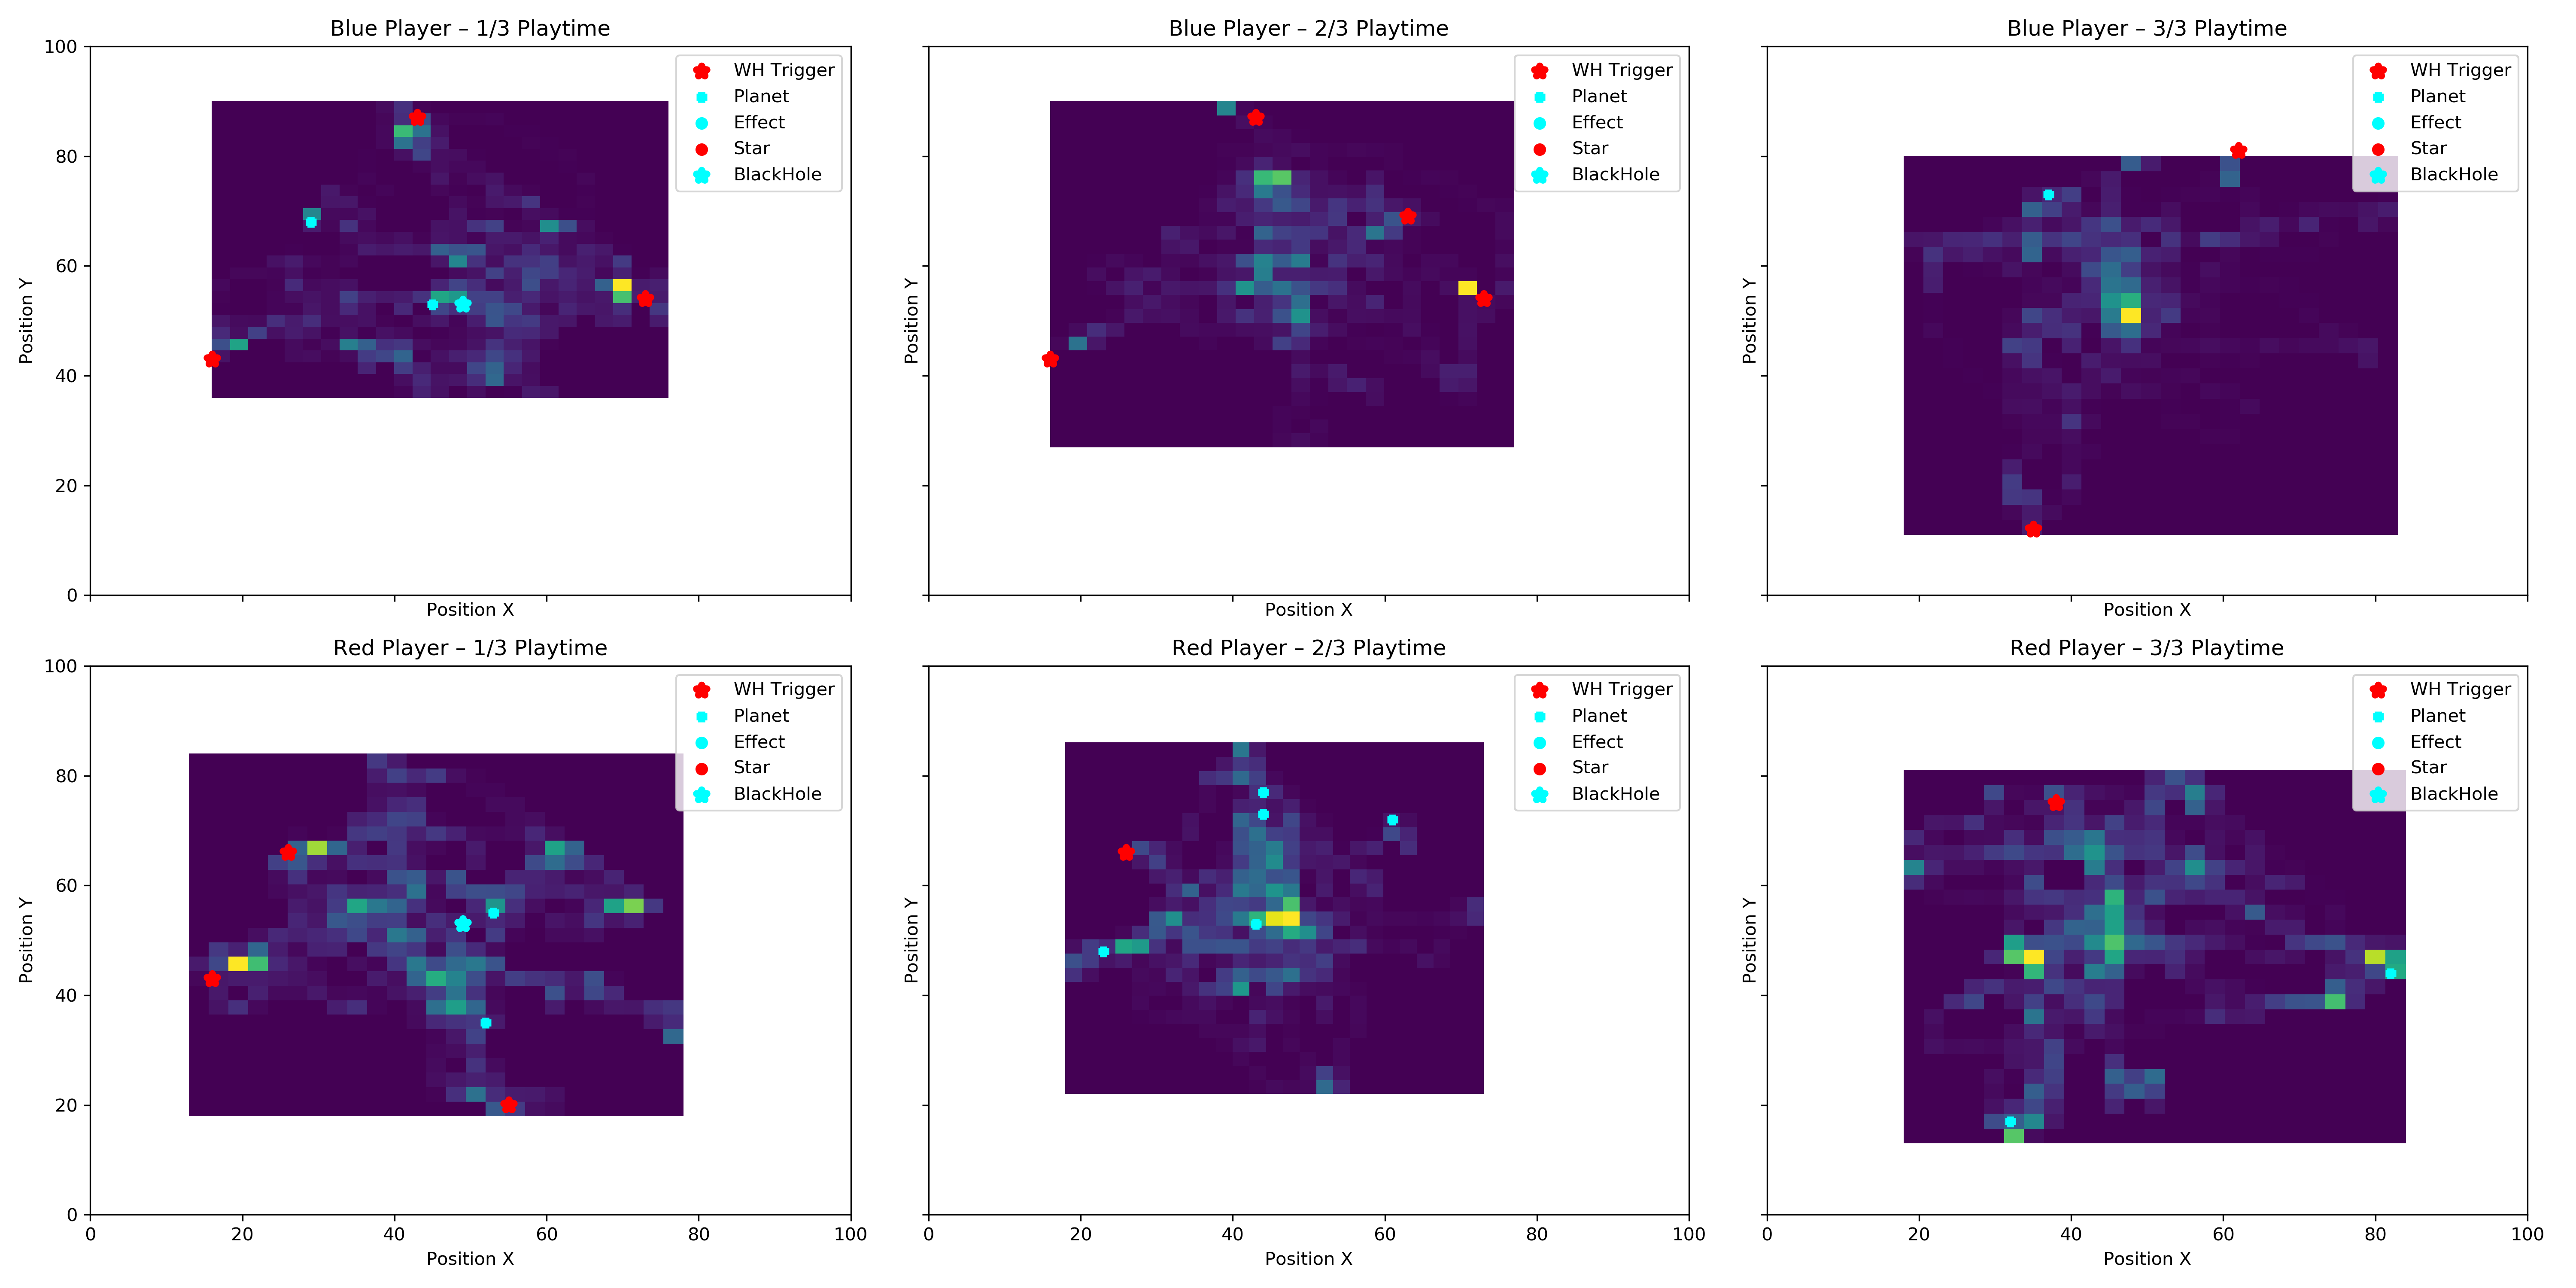 Blue Player – 1/3 Playtime
100
80
60
40
20
0
Position Y
Position X
WH Trigger
Planet
Effect
Star
BlackHole
Blue Player – 2/3 Playtime
Position Y
Position X
WH Trigger
Planet
Effect
Star
BlackHole
Blue Player – 3/3 Playtime
Position Y
Position X
WH Trigger
Planet
Effect
Star
BlackHole
Red Player – 1/3 Playtime
100
80
60
40
20
0
Position Y
0 20 40 60 80 100
Position X
WH Trigger
Planet
Effect
Star
BlackHole
Red Player – 2/3 Playtime
Position Y
0 20 40 60 80 100
Position X
WH Trigger
Planet
Effect
Star
BlackHole
Red Player – 3/3 Playtime
Position Y
0 20 40 60 80 100
Position X
WH Trigger
Planet
Effect
Star
BlackHole